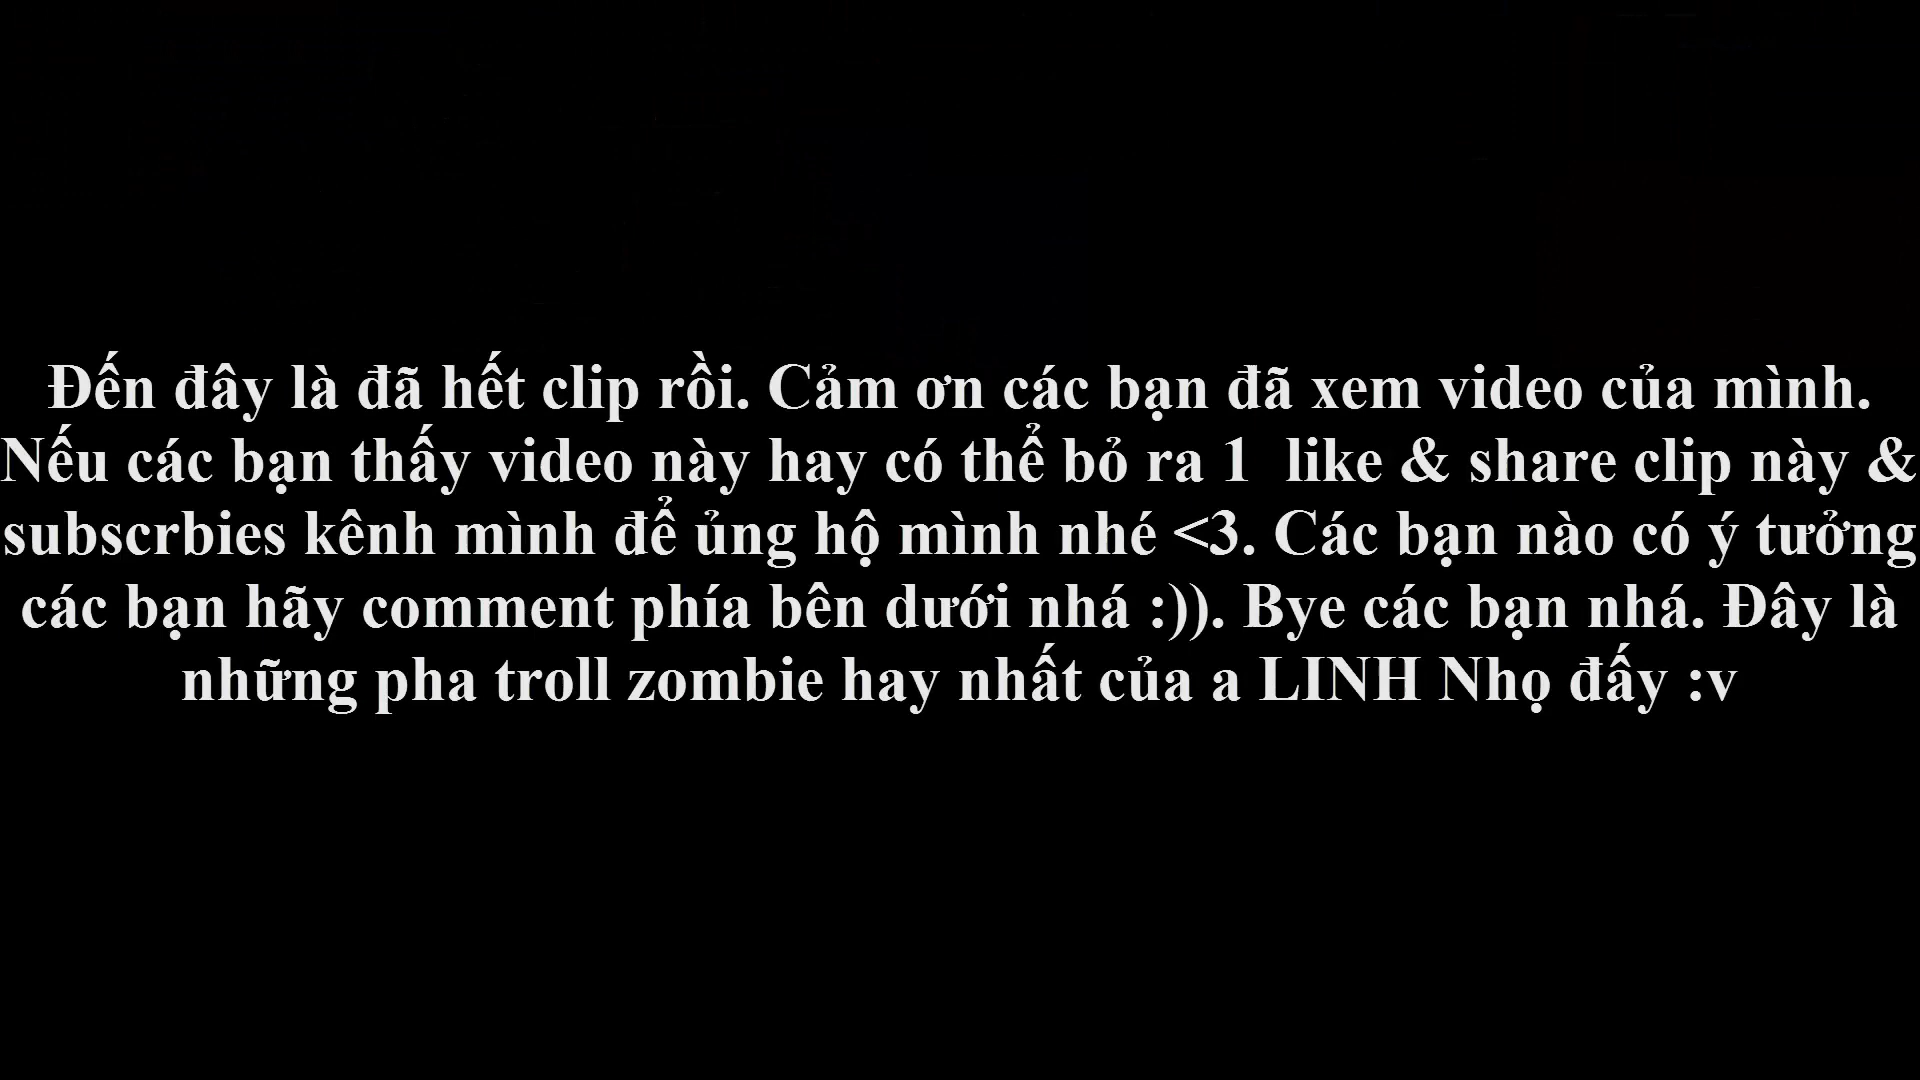 Đến đây là đã hết clip rồi. Cảm ơn các bạn đã xem video của mình.
Nếu các bạn thấy video này hay có thể bỏ ra 1  like & share clip này &
subscrbies kênh mình để ủng hộ mình nhé <3. Các bạn nào có ý tưởng
các bạn hãy comment phía bên dưới nhá :)). Bye các bạn nhá. Đây là
những pha troll zombie hay nhất của a LINH Nhọ đấy :v